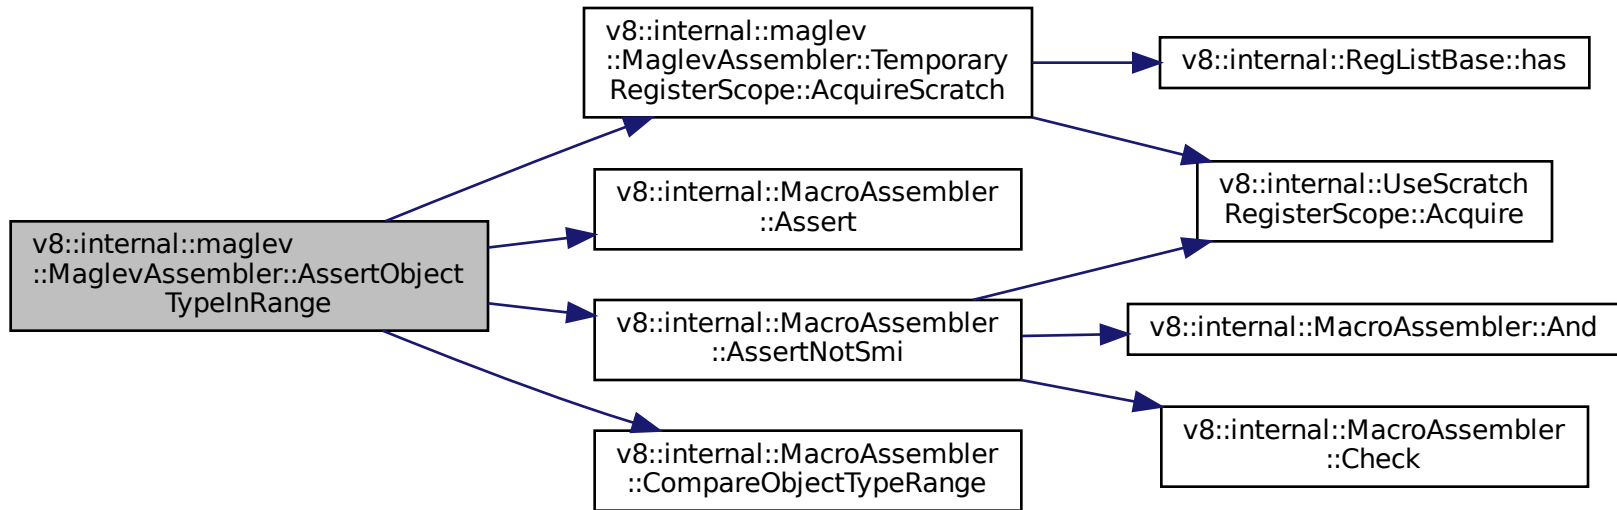 v8::internal::maglev
::MaglevAssembler::AssertObject
TypeInRange
v8::internal::maglev
::MaglevAssembler::Temporary
RegisterScope::AcquireScratch
v8::internal::RegListBase::has
v8::internal::UseScratch
RegisterScope::Acquire
v8::internal::MacroAssembler
::Assert
v8::internal::MacroAssembler
::AssertNotSmi
v8::internal::MacroAssembler::And
v8::internal::MacroAssembler
::Check
v8::internal::MacroAssembler
::CompareObjectTypeRange